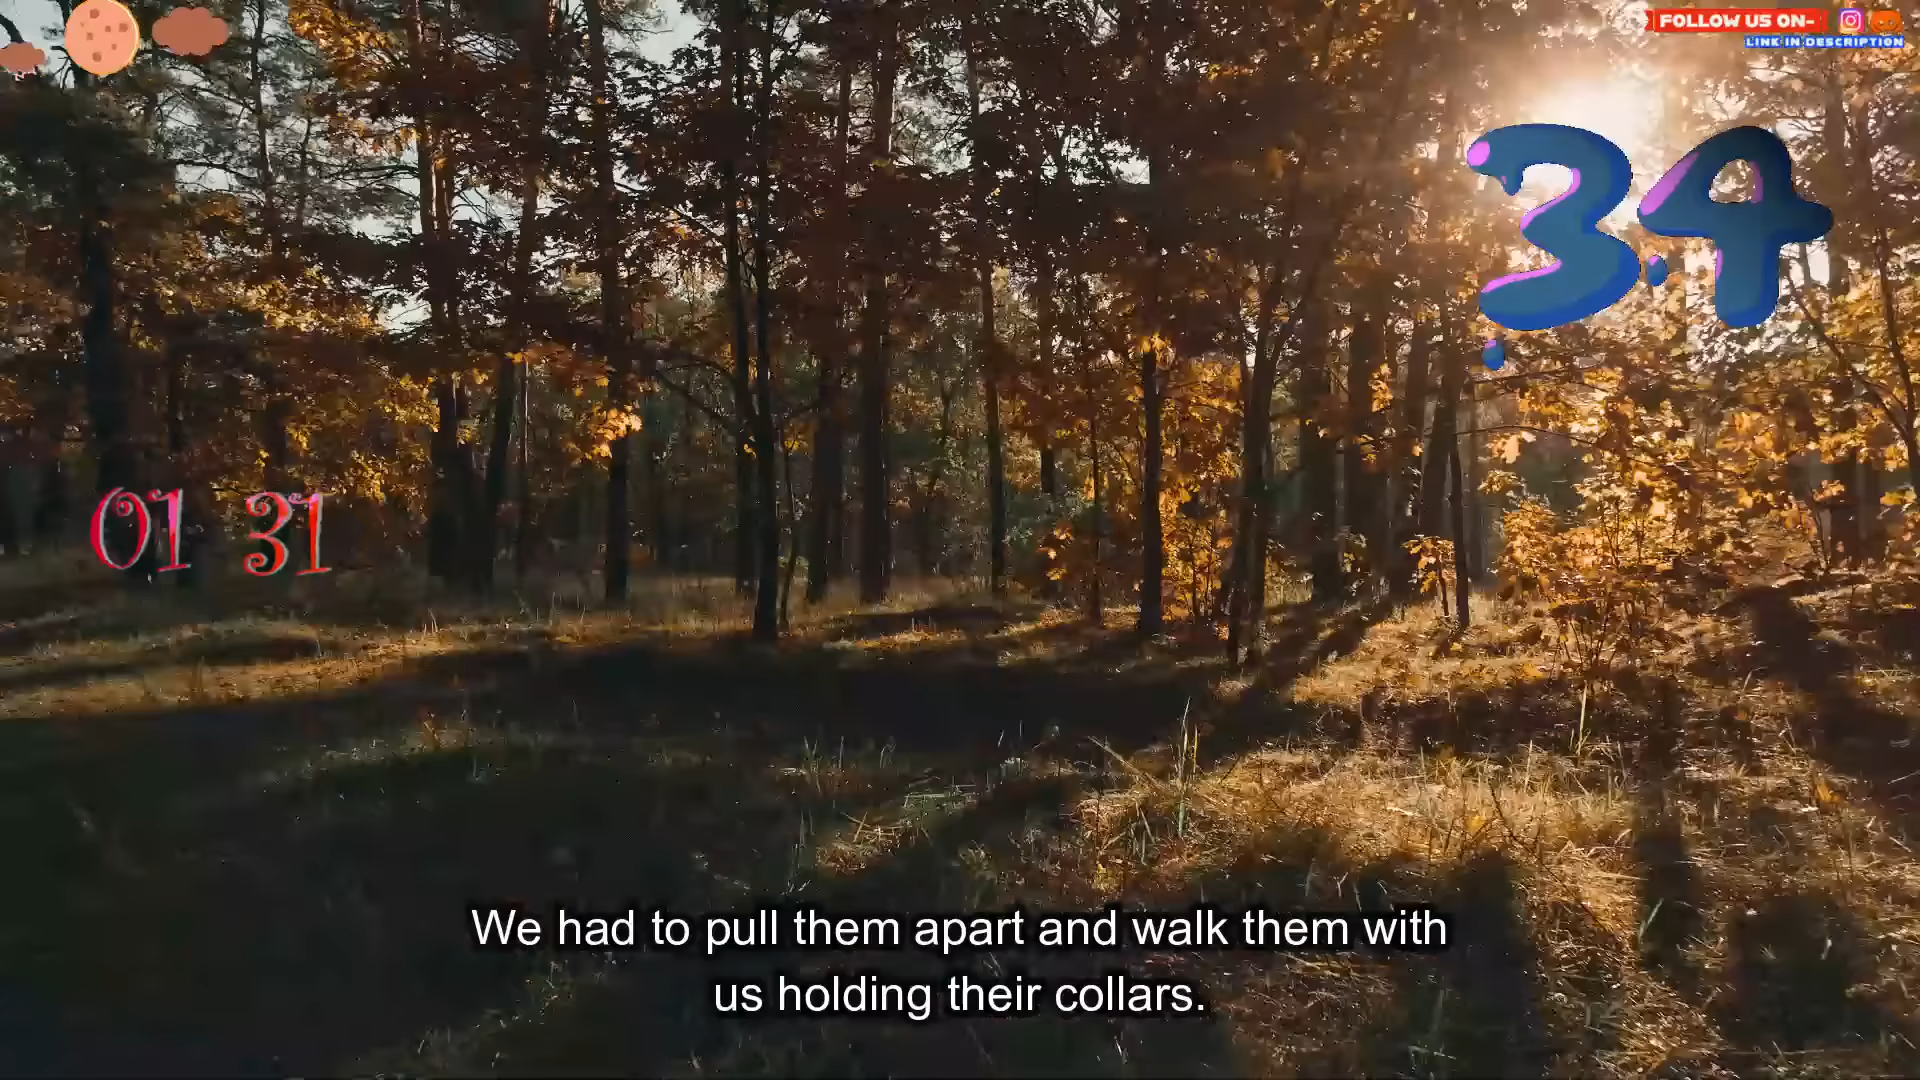 FOLLOW US ON-
LINK IN DESCRIPTION
34
01 31
We had to pull them apart and walk them with
us holding their collars.